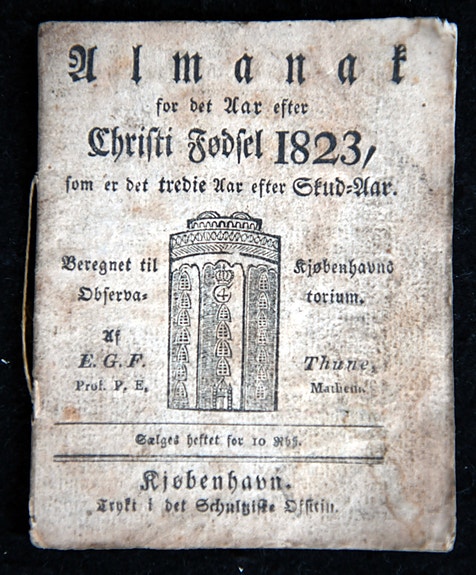 Almanak
for det Aar efter
Christi Fødsel 1823,
som er det tredie Aar efter Skud-Aar.
Beregnet til Kjøbenhavns
Observa- torium.
Af
E. G. F. Thune,
Prof. P. E. Mathem.
Sælges heftet for 10 Rbß.
Kjøbenhavn.
Trykt i det Schultziske Officin.